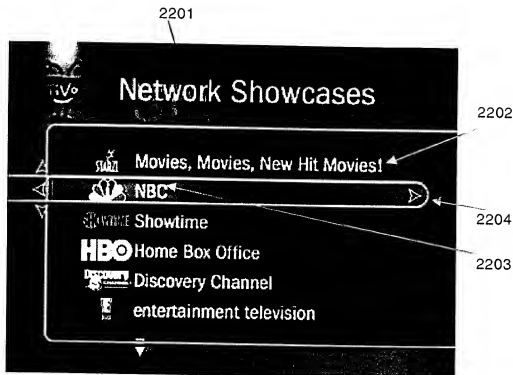 2201
TiVo
Network Showcases
2202
STARZ! Movies, Movies, New Hit Movies!
NBC
2204
SHOWTIME Showtime
2203
HBO Home Box Office
DISCOVERY CHANNEL Discovery Channel
E entertainment television